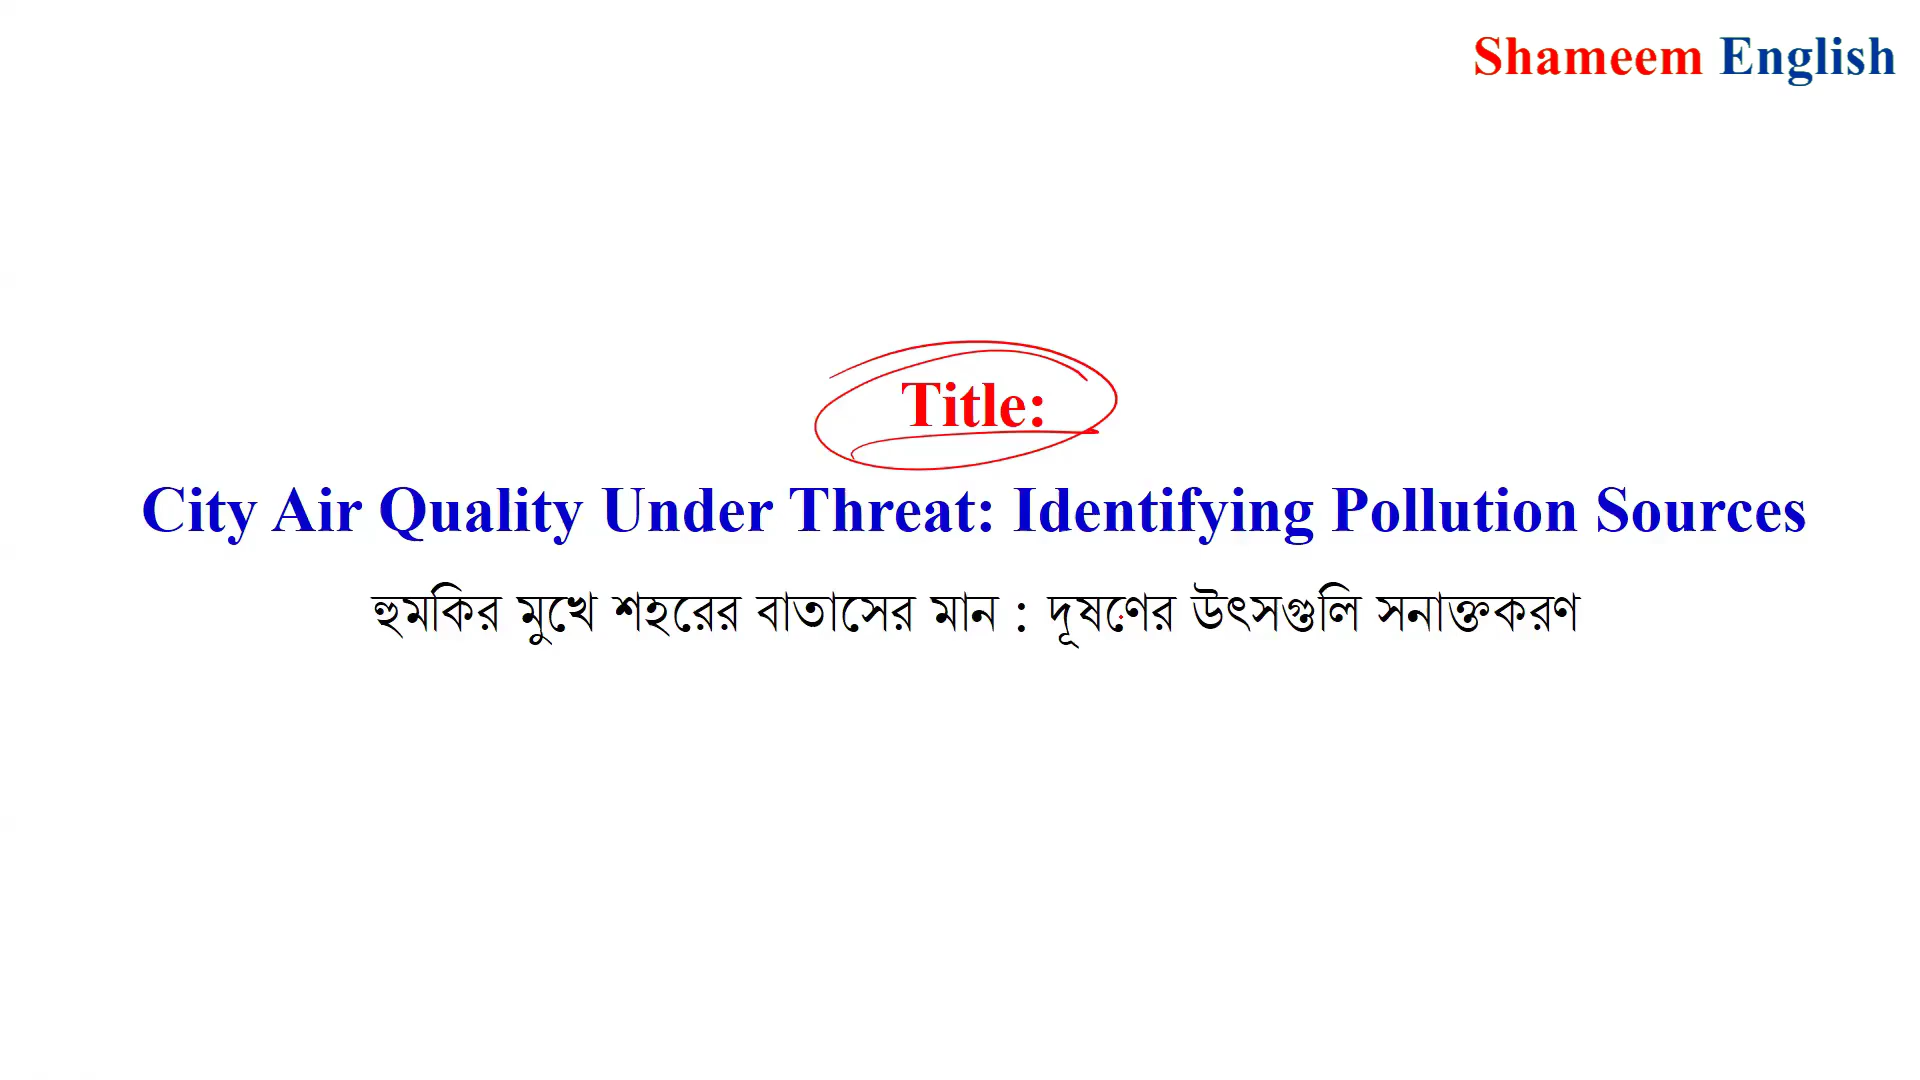 Shameem English
Title:
City Air Quality Under Threat: Identifying Pollution Sources
হুমকির মুখে শহরের বাতাসের মান : দূষণের উৎসগুলি সনাক্তকরণ